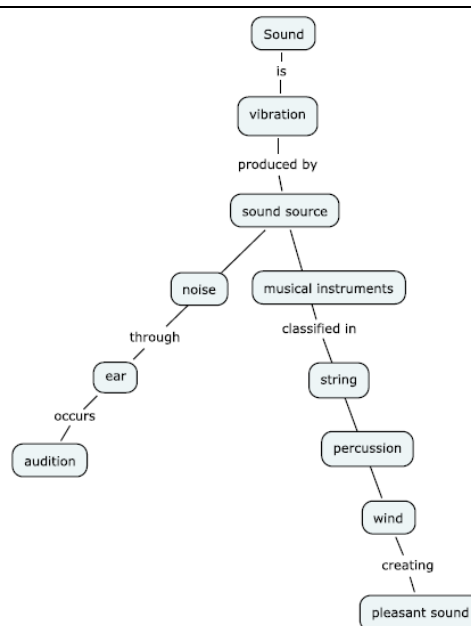 Sound
is
vibration
produced by
sound source
noise
musical instruments
through
classified in
ear
string
occurs
audition
percussion
wind
creating
pleasant sound